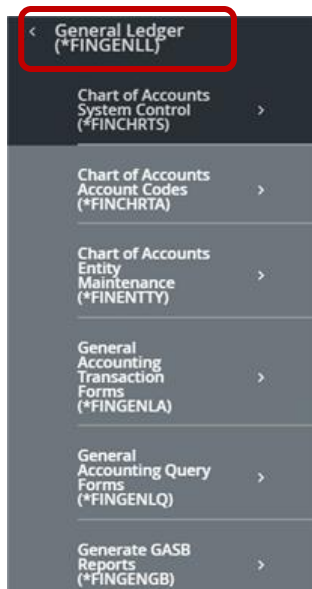 General Ledger
(*FINGENLL)
Chart of Accounts
System Control
(*FINCHRTS)
Chart of Accounts
Account Codes
(*FINCHRTA)
Chart of Accounts
Entity
Maintenance
(*FINENTTY)
General
Accounting
Transaction
Forms
(*FINGENLA)
General
Accounting Query
Forms
(*FINGENLQ)
Generate GASB
Reports
(*FINGENGB)